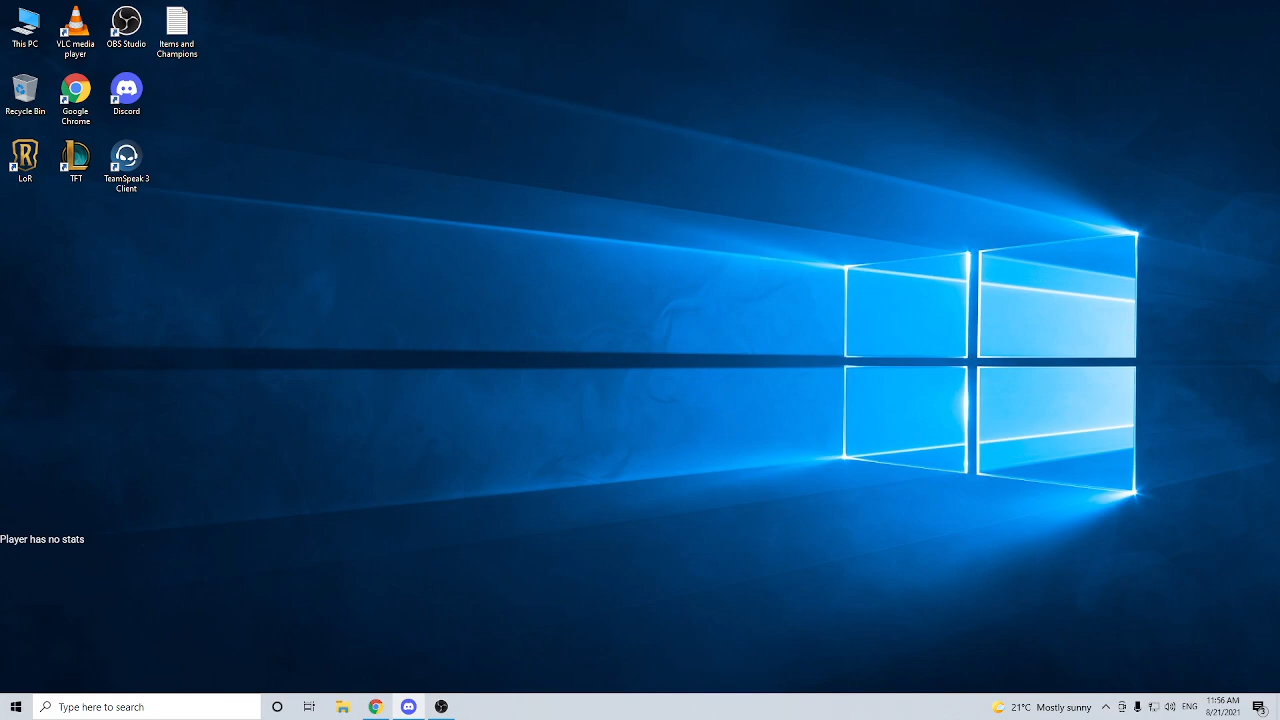 This PC
VLC media
player
OBS Studio
Items and
Champions
Recycle Bin
Google
Chrome
Discord
LoR
TFT
TeamSpeak 3
Client
Player has no stats
Type here to search
21°C Mostly sunny
ENG
11:56 AM
8/21/2021